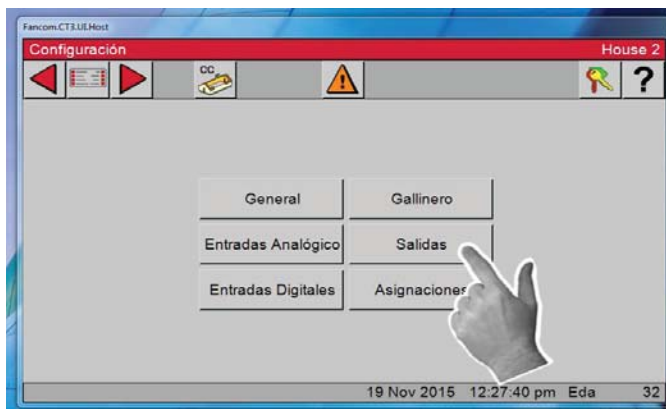 Fancom.CT3.UI.Host
Configuración House 2
CC
?
General Gallinero
Entradas Analógico Salidas
Entradas Digitales Asignaciones
19 Nov 2015 12:27:40 pm Eda 32